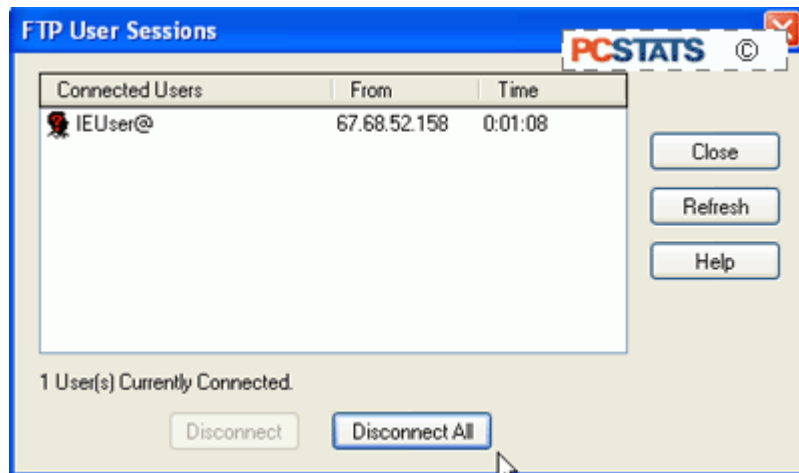 FTP User Sessions
PCSTATS ©
Connected Users From Time
IEUser@ 67.68.52.158 0:01:08
Close
Refresh
Help
1 User(s) Currently Connected.
Disconnect Disconnect All